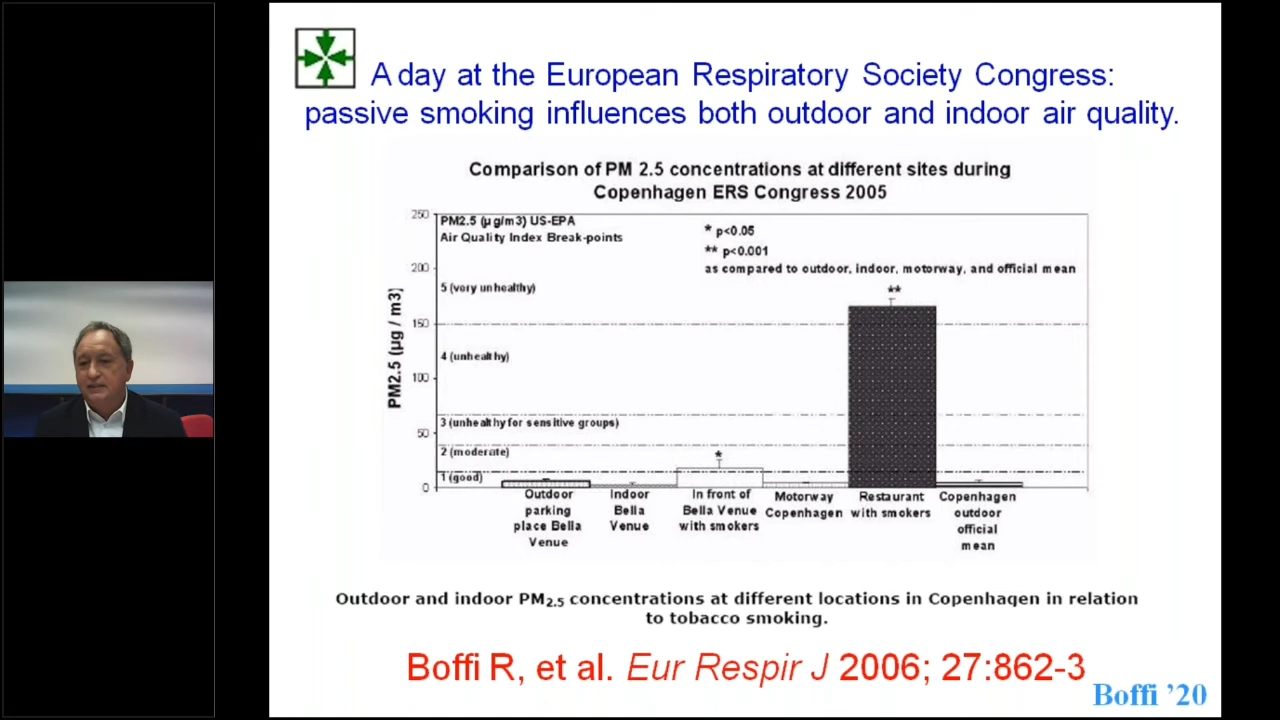 A day at the European Respiratory Society Congress:
passive smoking influences both outdoor and indoor air quality.
Comparison of PM 2.5 concentrations at different sites during
Copenhagen ERS Congress 2005
PM2.5 (µg/m3) US-EPA
Air Quality Index Break-points
* p<0.05
** p<0.001
as compared to outdoor, indoor, motorway, and official mean
PM2.5 (µg / m3)
250
200
150
100
50
0
5 (very unhealthy)
4 (unhealthy)
3 (unhealthy for sensitive groups)
2 (moderate)
1 (good)
*
**
Outdoor
parking
place Bella
Venue
Indoor
Bella
Venue
In front of
Bella Venue
with smokers
Motorway
Copenhagen
Restaurant
with smokers
Copenhagen
outdoor
official
mean
Outdoor and indoor PM2.5 concentrations at different locations in Copenhagen in relation
to tobacco smoking.
Boffi R, et al. Eur Respir J 2006; 27:862-3
Boffi ’20